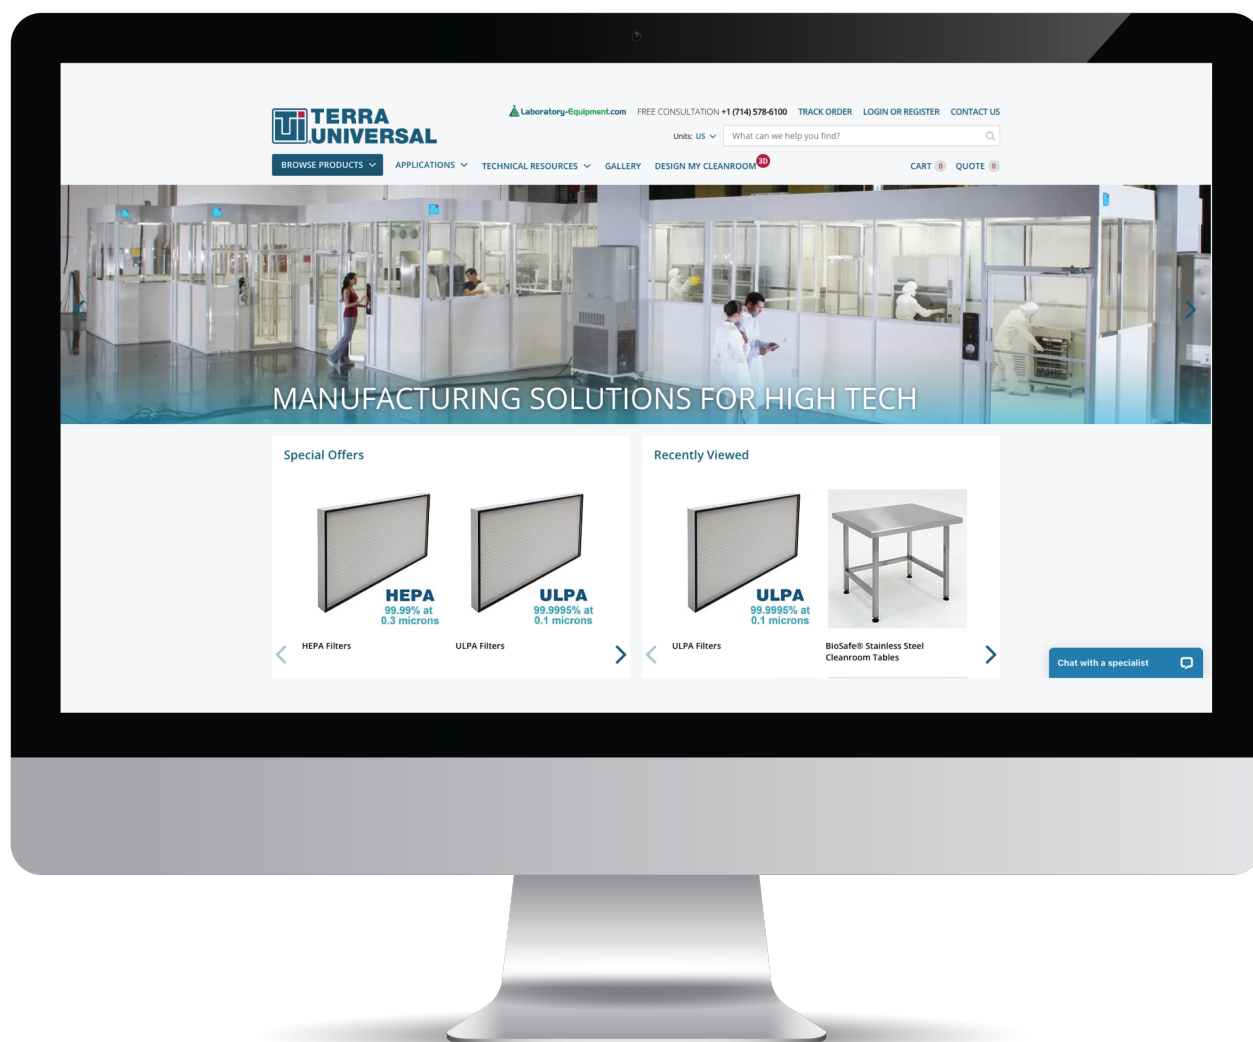 TERRA
UNIVERSAL
Laboratory-Equipment.com FREE CONSULTATION +1 (714) 578-6100 TRACK ORDER LOGIN OR REGISTER CONTACT US
Units: US What can we help you find?
BROWSE PRODUCTS APPLICATIONS TECHNICAL RESOURCES GALLERY DESIGN MY CLEANROOM 3D CART 0 QUOTE 0
MANUFACTURING SOLUTIONS FOR HIGH TECH
Special Offers
HEPA
99.99% at
0.3 microns
HEPA Filters
ULPA
99.9995% at
0.1 microns
ULPA Filters
Recently Viewed
ULPA
99.9995% at
0.1 microns
ULPA Filters
BioSafe® Stainless Steel
Cleanroom Tables
Chat with a specialist